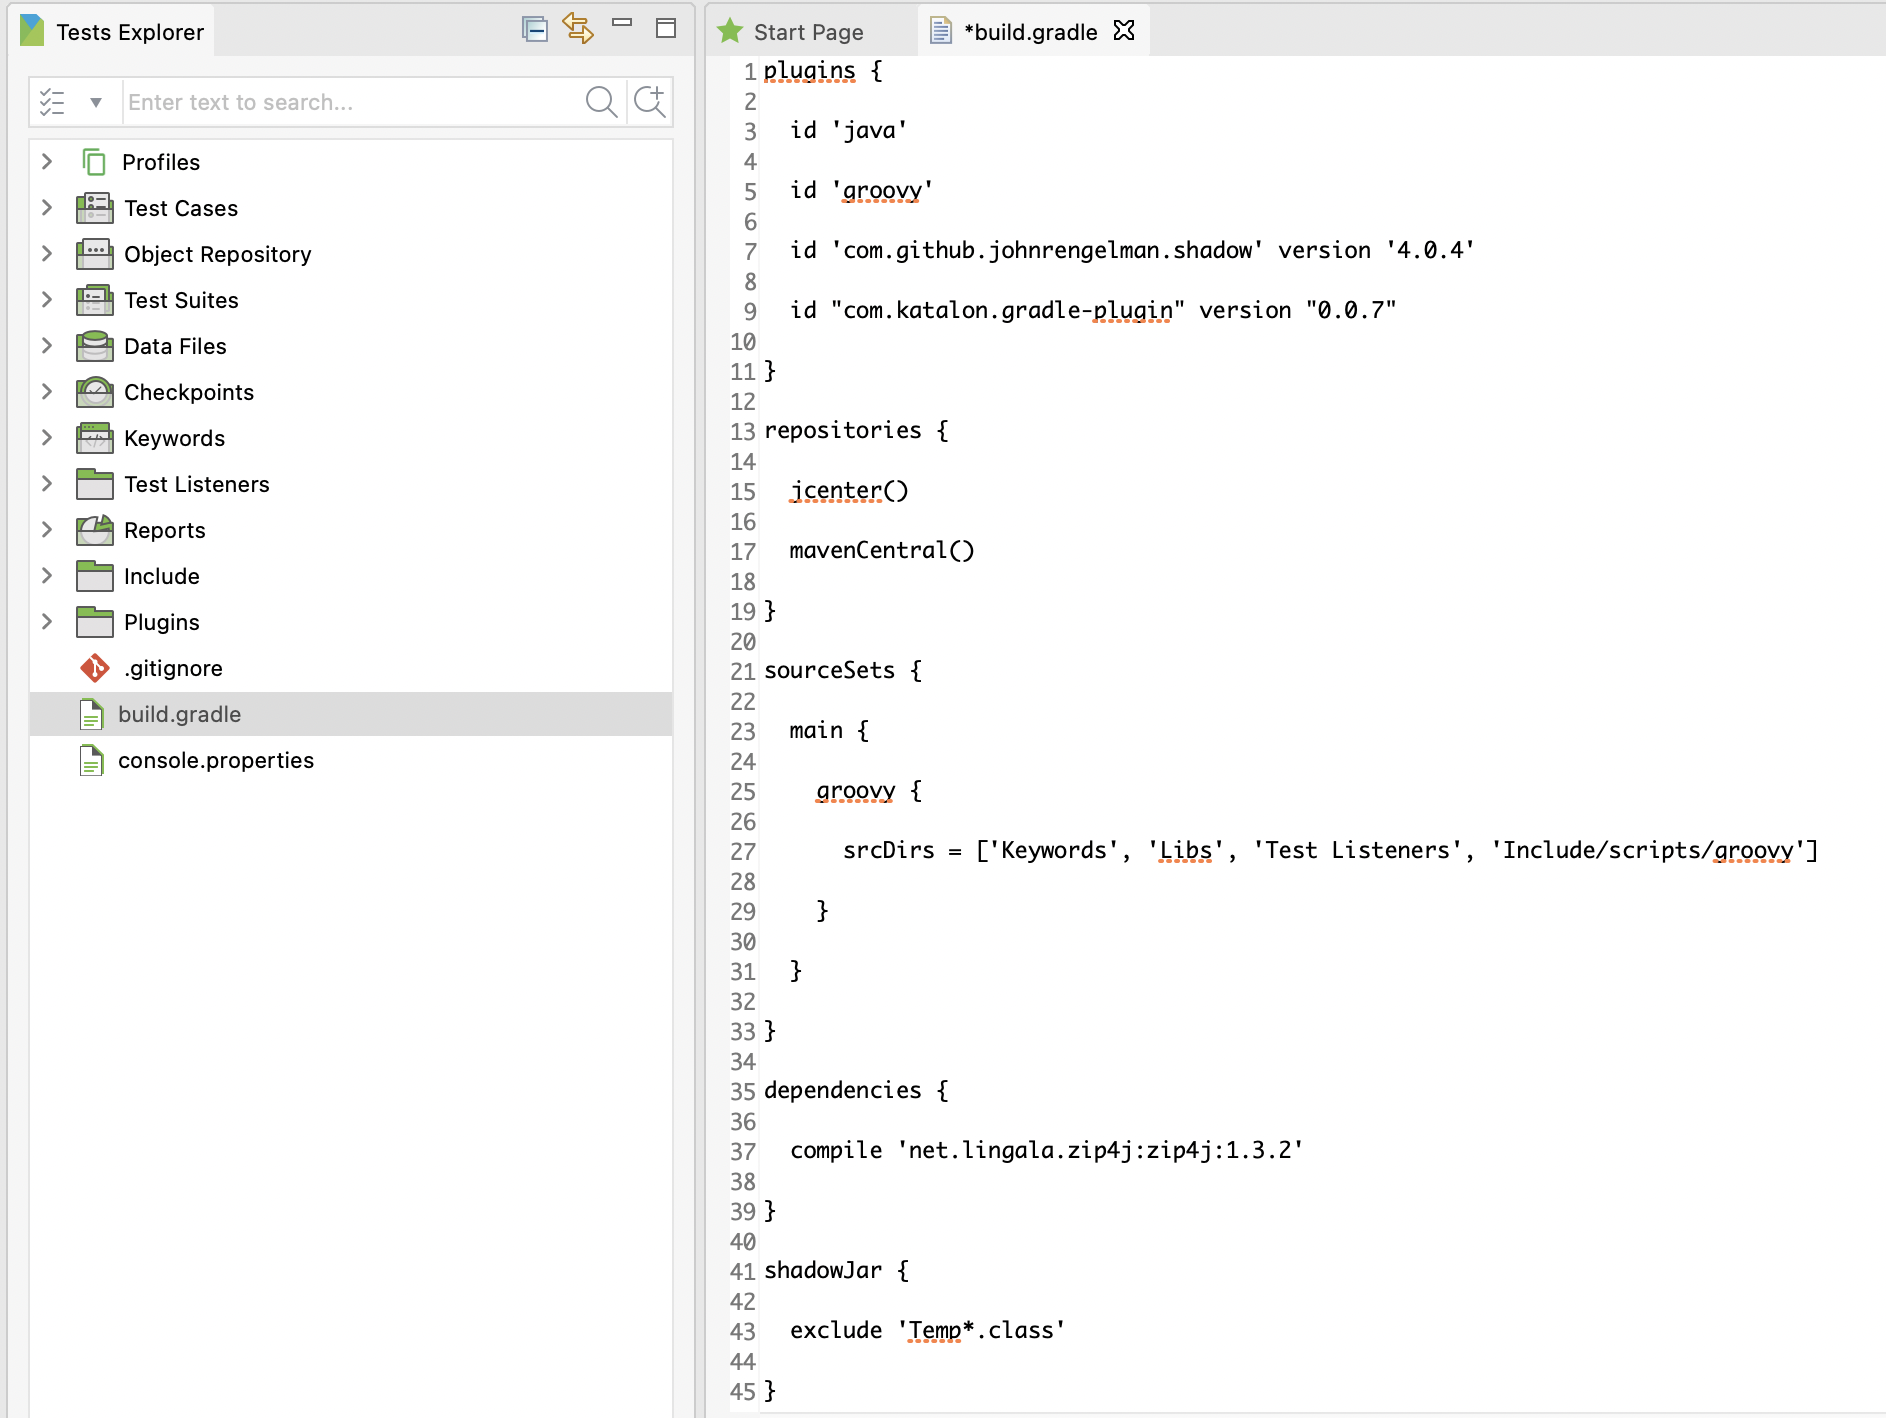 Tests Explorer
Enter text to search...
Profiles
Test Cases
Object Repository
Test Suites
Data Files
Checkpoints
Keywords
Test Listeners
Reports
Include
Plugins
.gitignore
build.gradle
console.properties
Start Page
*build.gradle
1 plugins {
2
3 id 'java'
4
5 id 'groovy'
6
7 id 'com.github.johnrengelman.shadow' version '4.0.4'
8
9 id "com.katalon.gradle-plugin" version "0.0.7"
10
11 }
12
13 repositories {
14
15 jcenter()
16
17 mavenCentral()
18
19 }
20
21 sourceSets {
22
23 main {
24
25 groovy {
26
27 srcDirs = ['Keywords', 'Libs', 'Test Listeners', 'Include/scripts/groovy']
28
29 }
30
31 }
32
33 }
34
35 dependencies {
36
37 compile 'net.lingala.zip4j:zip4j:1.3.2'
38
39 }
40
41 shadowJar {
42
43 exclude 'Temp*.class'
44
45 }